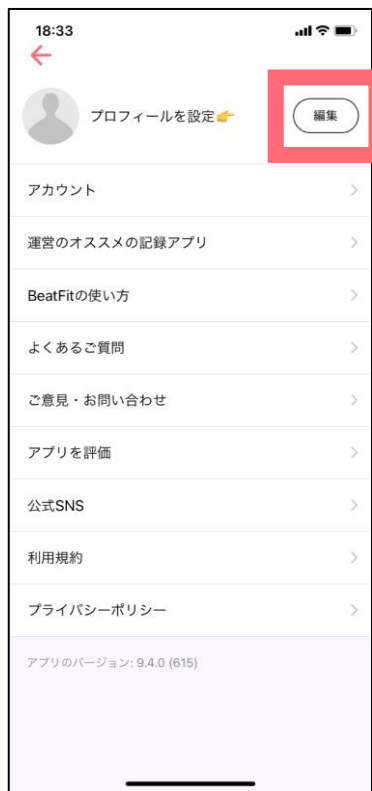 18:33
プロフィールを設定👉
編集
アカウント
運営のオススメの記録アプリ
BeatFitの使い方
よくあるご質問
ご意見・お問い合わせ
アプリを評価
公式SNS
利用規約
プライバシーポリシー
アプリのバージョン: 9.4.0 (615)